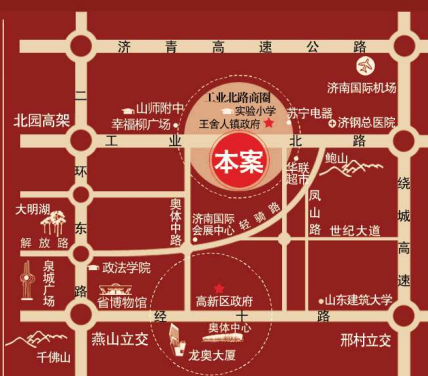 济青高速公路
济南国际机场
二环东路
工业北路商圈
山师附中
实验小学
苏宁电器
北园高架
幸福柳广场
王舍人镇政府
济钢总医院
工业北路
本案
华联
超市
鲍山
绕城高速
大明湖
奥体中路
济南国际
会展中心
轻骑路
凤山路
世纪大道
解放路
泉城广场
政法学院
省博物馆
高新区政府
山东建筑大学
经十路
燕山立交
奥体中心
邢村立交
千佛山
龙奥大厦